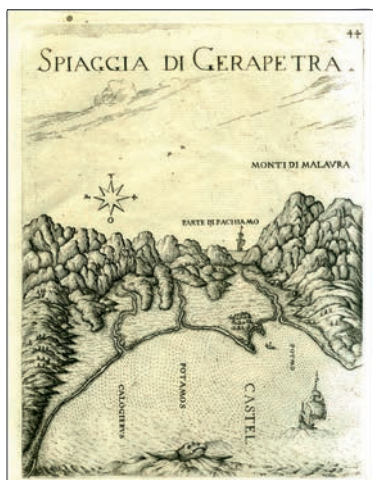 44
SPIAGGIA DI GERAPETRA
MONTI DI MALAVRA
PARTE DI PACHIAMO
T
O
CALOGIERVS
POTAMOS
CASTEL